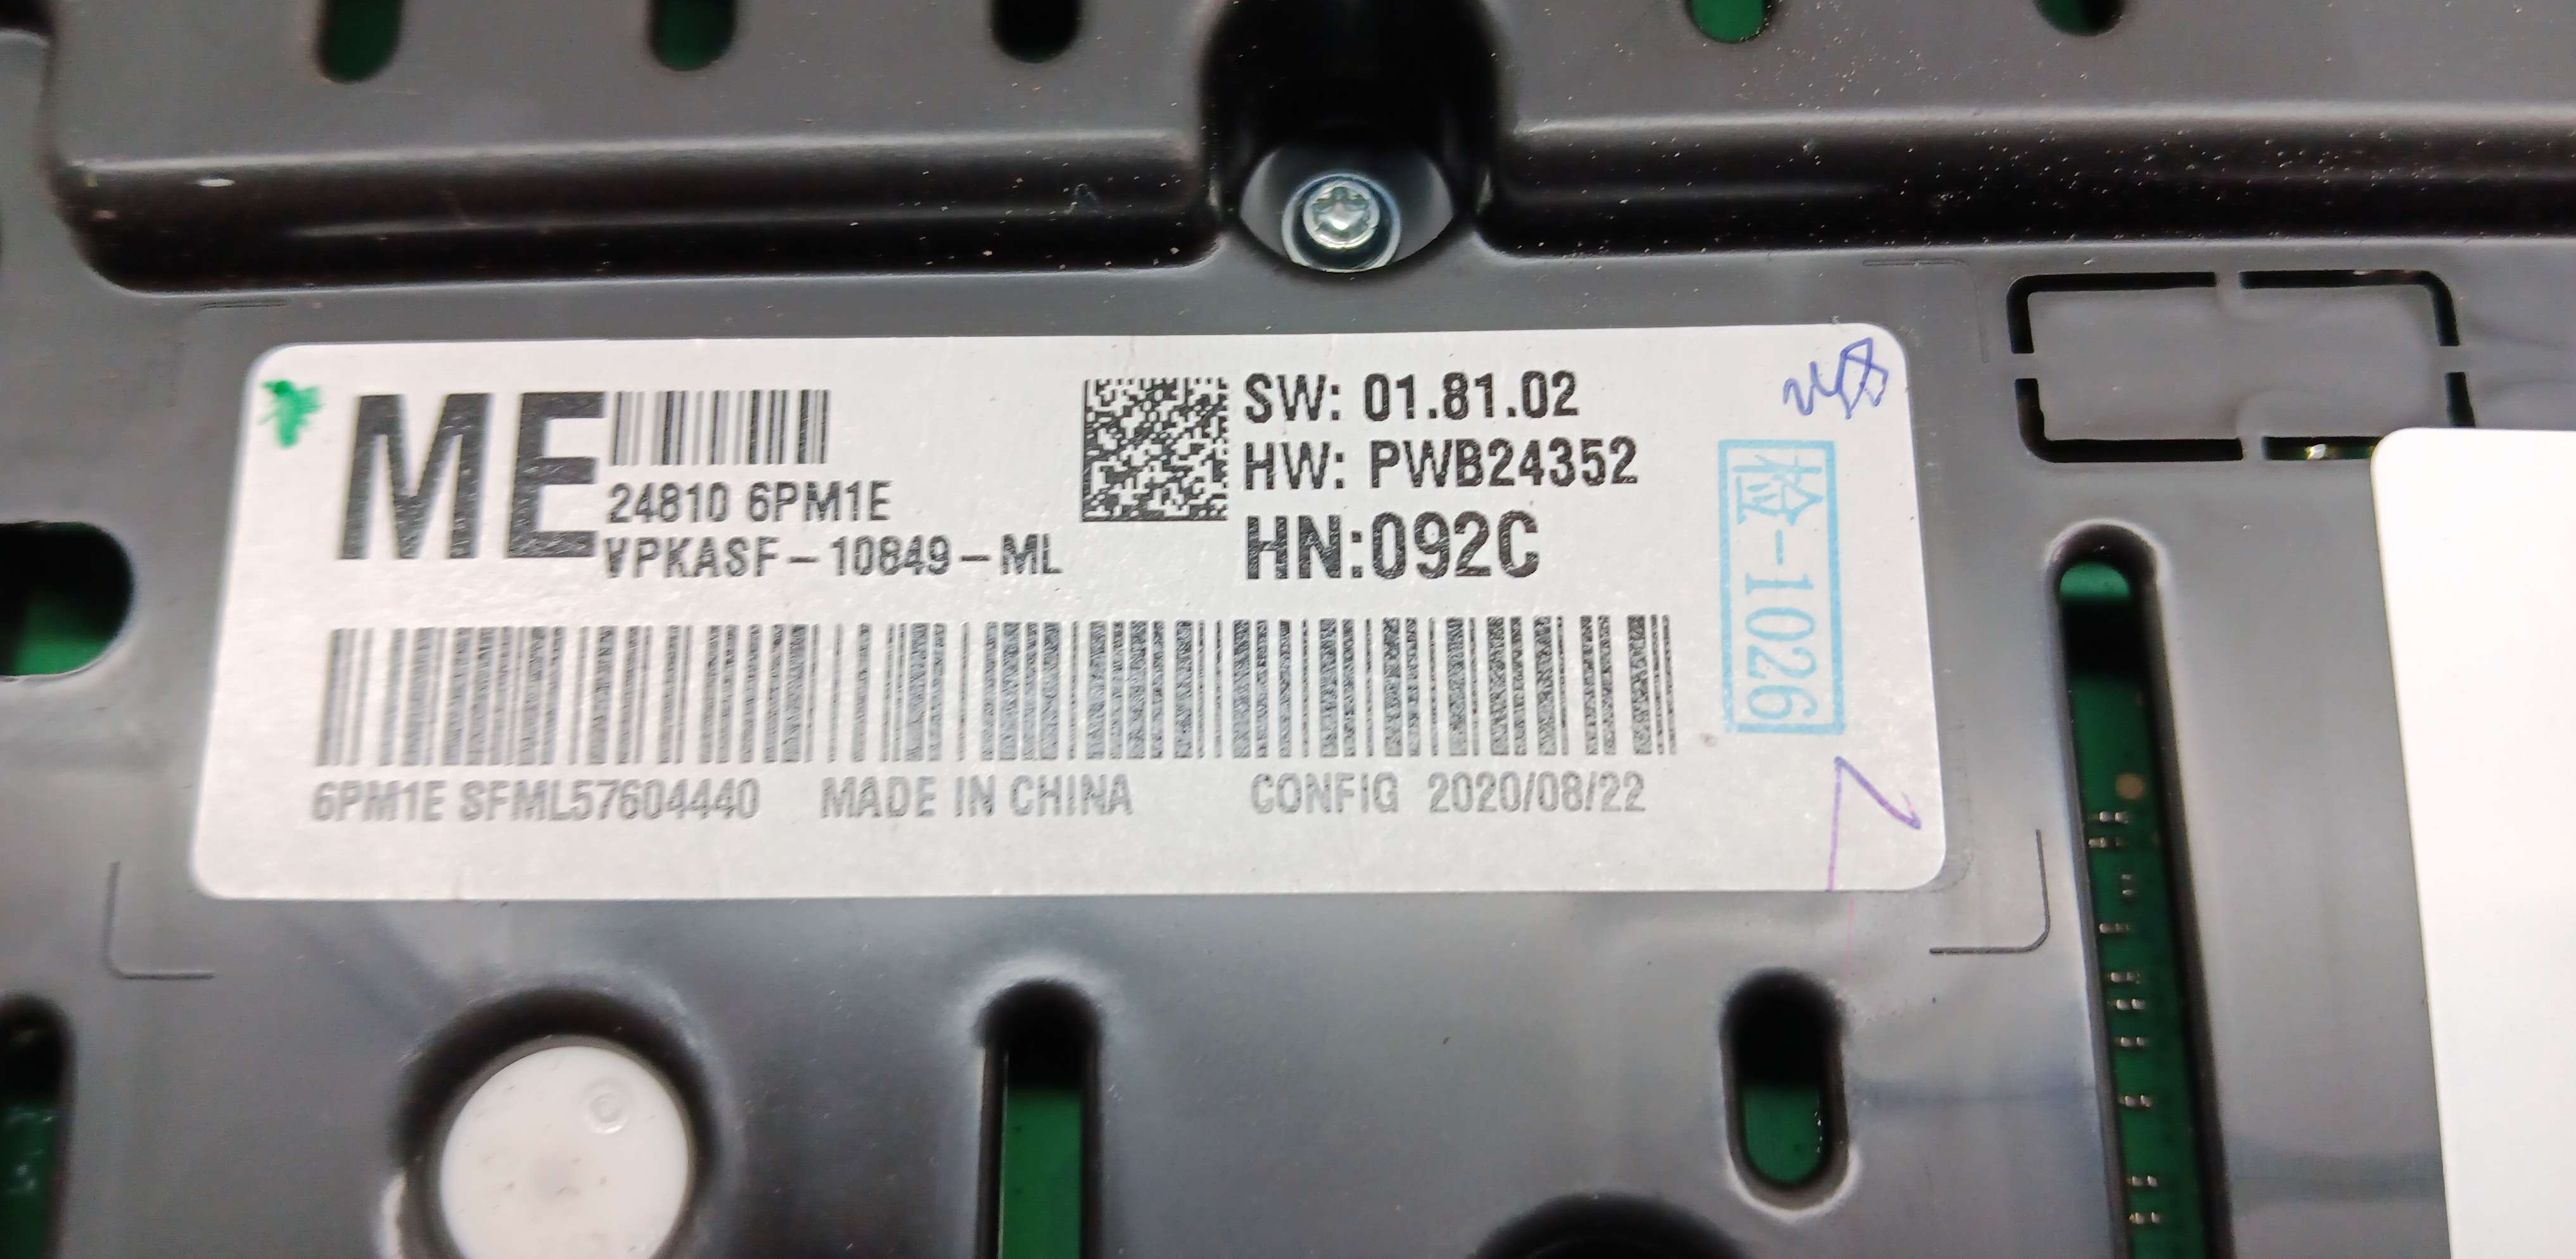 ME
24810 6PM1E
VPKASF-10849-ML
SW: 01.81.02
HW: PWB24352
HN:092C
检-1026
6PM1E SFML57604440 MADE IN CHINA CONFIG 2020/08/22